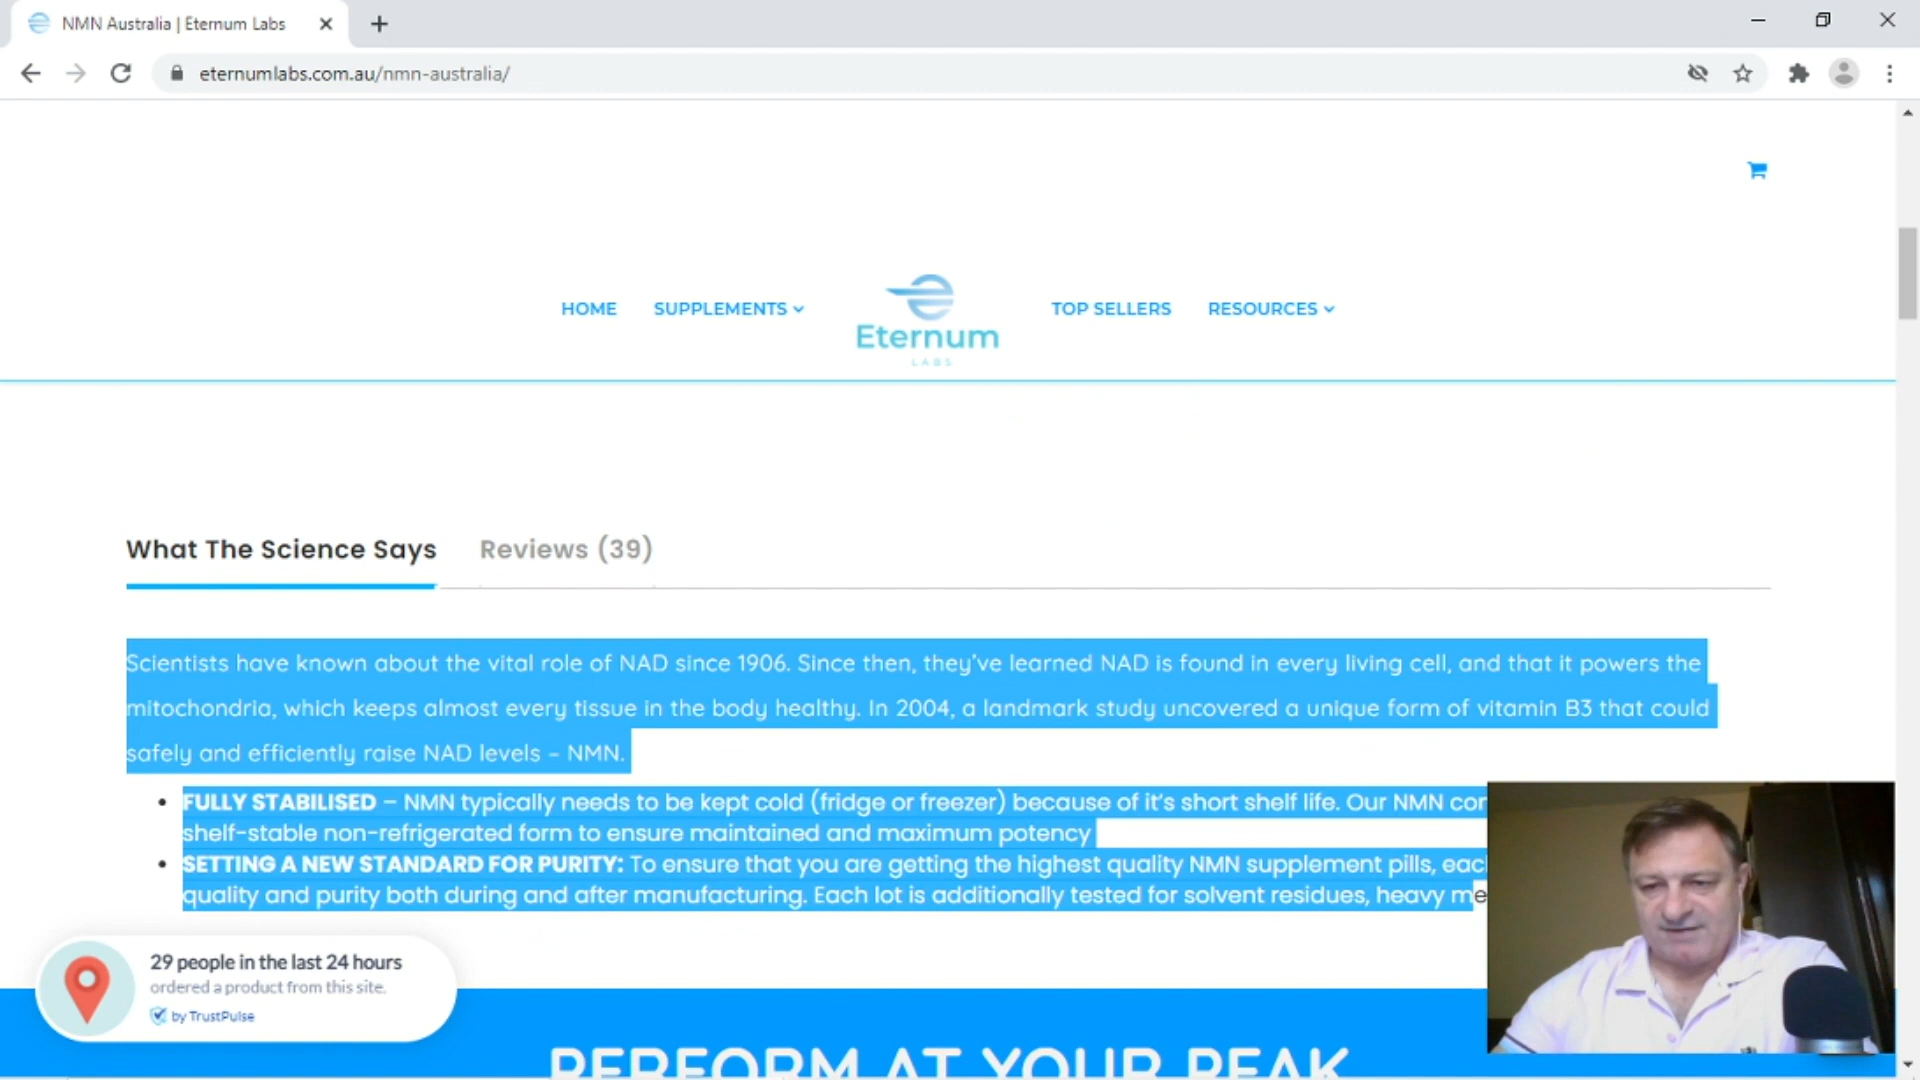 NMN Australia | Eternum Labs
eternumlabs.com.au/nmn-australia/
HOME SUPPLEMENTS TOP SELLERS RESOURCES
Eternum
LABS
What The Science Says Reviews (39)
Scientists have known about the vital role of NAD since 1906. Since then, they've learned NAD is found in every living cell, and that it powers the
mitochondria, which keeps almost every tissue in the body healthy. In 2004, a landmark study uncovered a unique form of vitamin B3 that could
safely and efficiently raise NAD levels – NMN.
• FULLY STABILISED – NMN typically needs to be kept cold (fridge or freezer) because of it's short shelf life. Our NMN
shelf-stable non-refrigerated form to ensure maintained and maximum potency
• SETTING A NEW STANDARD FOR PURITY: To ensure that you are getting the highest quality NMN supplement pills,
quality and purity both during and after manufacturing. Each lot is additionally tested for solvent residues, heavy
29 people in the last 24 hours
ordered a product from this site.
by TrustPulse
PERFORM AT YOUR PEAK